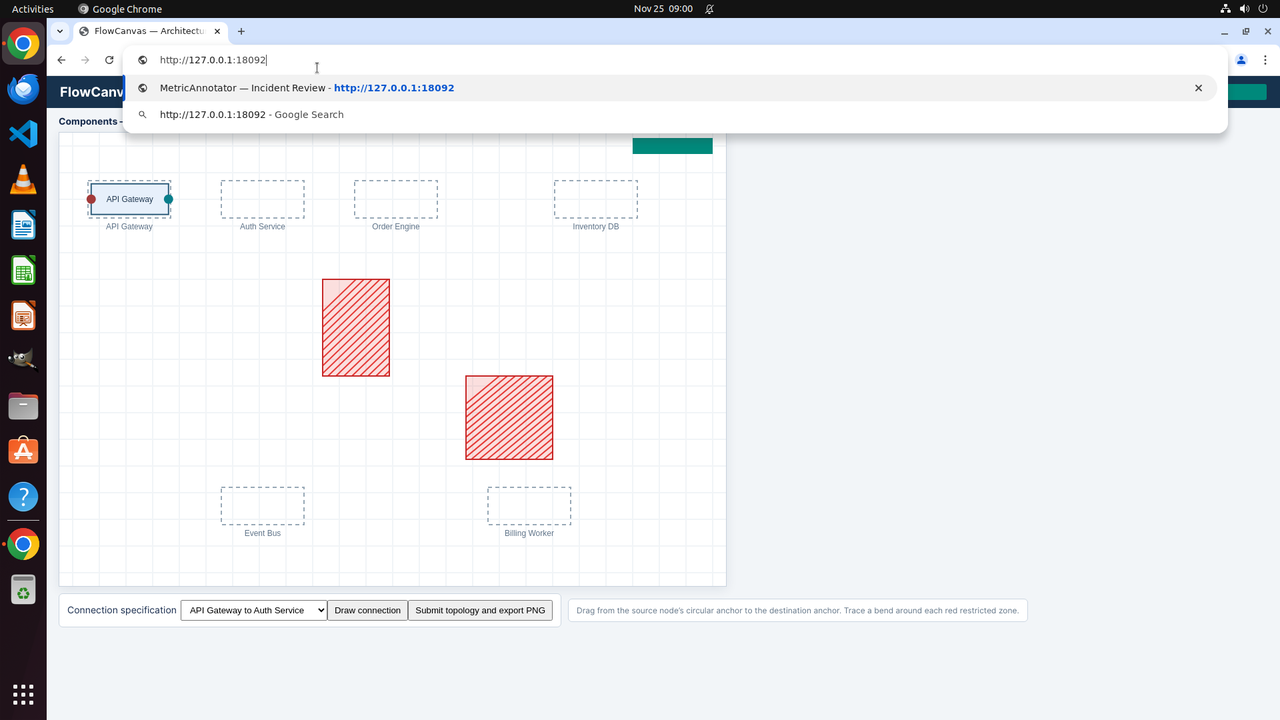 Activities
Google Chrome
Nov 25 09:00
FlowCanvas — Architectu
http://127.0.0.1:18092
MetricAnnotator — Incident Review - http://127.0.0.1:18092
http://127.0.0.1:18092 - Google Search
FlowCanv
Components -
API Gateway
API Gateway
Auth Service
Order Engine
Inventory DB
Event Bus
Billing Worker
Connection specification
API Gateway to Auth Service
Draw connection
Submit topology and export PNG
Drag from the source node's circular anchor to the destination anchor. Trace a bend around each red restricted zone.